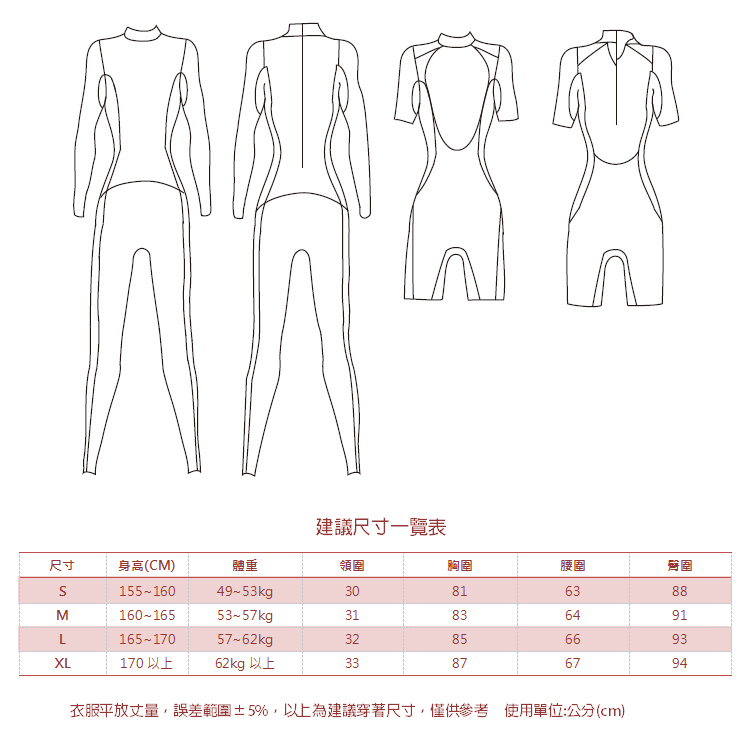 建議尺寸一覽表
尺寸 身高(CM) 體重 領圍 胸圍 腰圍 臀圍
S 155~160 49~53kg 30 81 63 88
M 160~165 53~57kg 31 83 64 91
L 165~170 57~62kg 32 85 66 93
XL 170 以上 62kg 以上 33 87 67 94
衣服平放丈量，誤差範圍±5%，以上為建議穿著尺寸，僅供參考 使用單位:公分(cm)